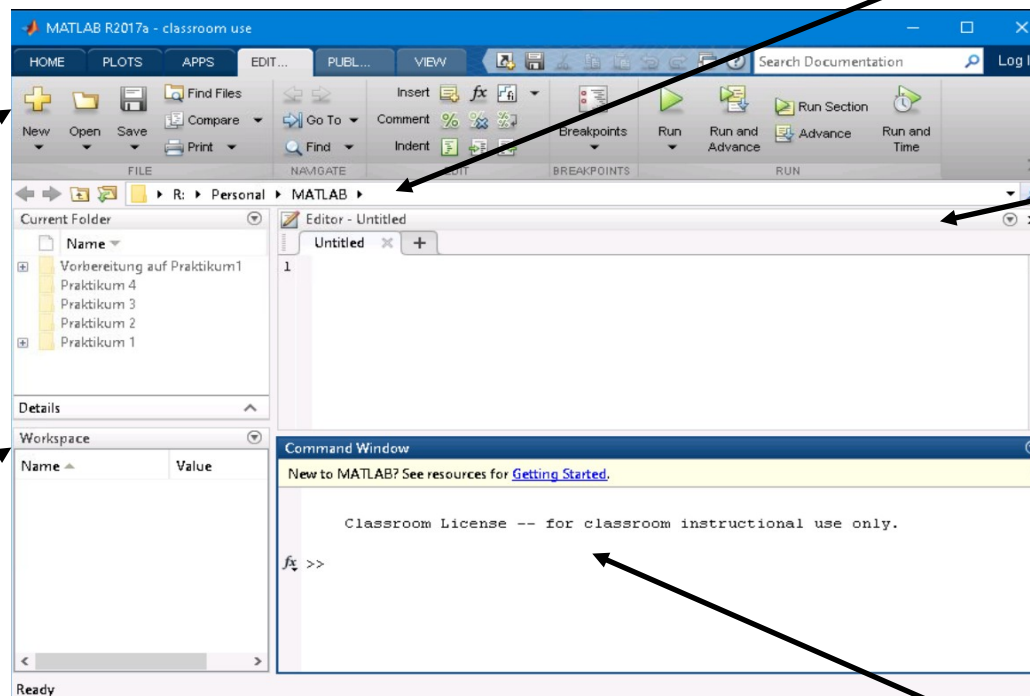 MATLAB R2017a - classroom use
HOME PLOTS APPS EDIT... PUBL... VIEW Search Documentation Log I
New Open Save Find Files Compare Print
Go To Find
Insert fx Comment % Indent
Breakpoints
Run Run and Advance Run Section Advance Run and Time
FILE NAVIGATE EDIT BREAKPOINTS RUN
R: Personal MATLAB
Current Folder
Name
Vorbereitung auf Praktikum1
Praktikum 4
Praktikum 3
Praktikum 2
Praktikum 1
Details
Workspace
Name Value
Editor - Untitled
Untitled +
1
Command Window
New to MATLAB? See resources for Getting Started.
Classroom License -- for classroom instructional use only.
fx >>
Ready